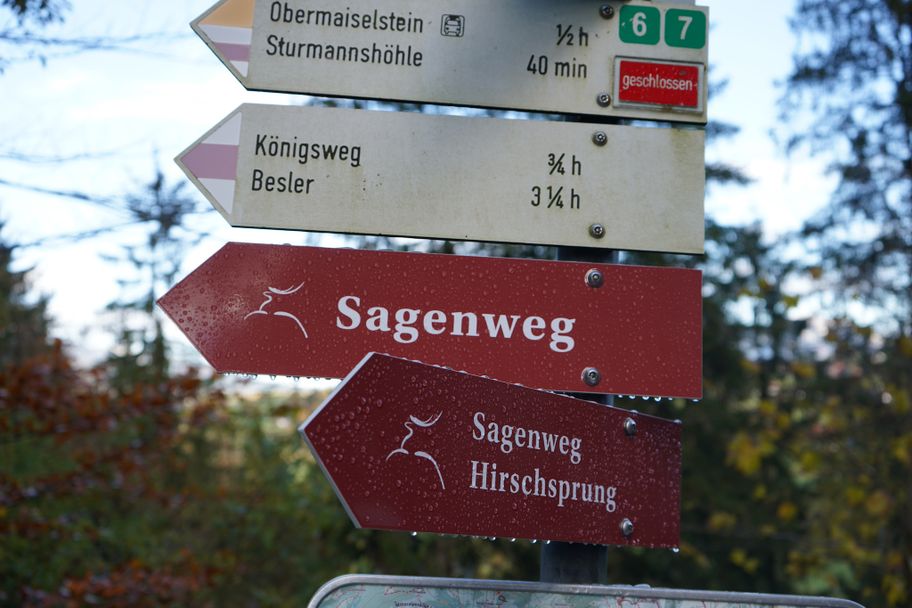 Obermaiselstein ½ h 6 7
Sturmannshöhle 40 min
geschlossen
Königsweg ¾ h
Besler 3 ¼ h
Sagenweg
Sagenweg
Hirschsprung